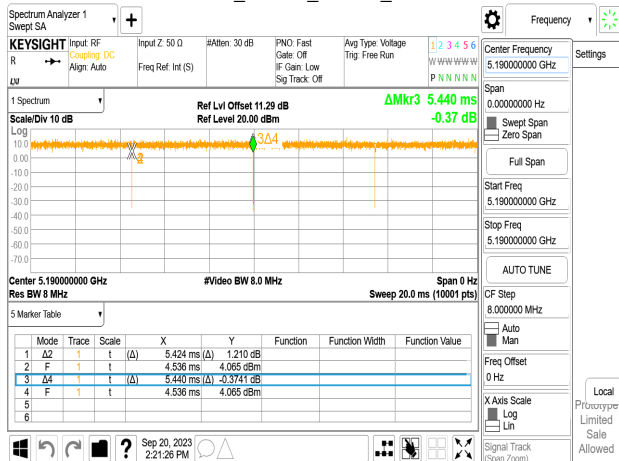 Spectrum Analyzer 1
Swept SA
▼
+
Frequency ▼
KEYSIGHT Input: RF
R Coupling: DC
Align: Auto
LXI
Input Z: 50 Ω
Freq Ref: Int (S)
#Atten: 30 dB
PNO: Fast
Gate: Off
IF Gain: Low
Sig Track: Off
Avg Type: Voltage
Trig: Free Run
1 2 3 4 5 6
W W W W W W
P N N N N N
1 Spectrum ▼
Scale/Div 10 dB
Ref Lvl Offset 11.29 dB
Ref Level 20.00 dBm
ΔMkr3 5.440 ms
-0.37 dB
Log
10.0
0.00
-10.0
-20.0
-30.0
-40.0
-50.0
-60.0
-70.0
3Δ4
Center 5.190000000 GHz
Res BW 8 MHz
#Video BW 8.0 MHz
Span 0 Hz
Sweep 20.0 ms (10001 pts)
5 Marker Table ▼
Mode Trace Scale X Y Function Function Width Function Value
1 Δ2 1 t (Δ) 5.424 ms (Δ) 1.210 dB
2 F 1 t 4.536 ms 4.065 dBm
3 Δ4 1 t (Δ) 5.440 ms (Δ) -0.3741 dB
4 F 1 t 4.536 ms 4.065 dBm
5
6
?
Sep 20, 2023
2:21:26 PM
Center Frequency
5.190000000 GHz
Span
0.00000000 Hz
Swept Span
Zero Span
Full Span
Start Freq
5.190000000 GHz
Stop Freq
5.190000000 GHz
AUTO TUNE
CF Step
8.000000 MHz
Auto
Man
Freq Offset
0 Hz
X Axis Scale
Log
Lin
Signal Track
(Span Zoom)
Settings
Local
Prototype
Limited
Sale
Allowed